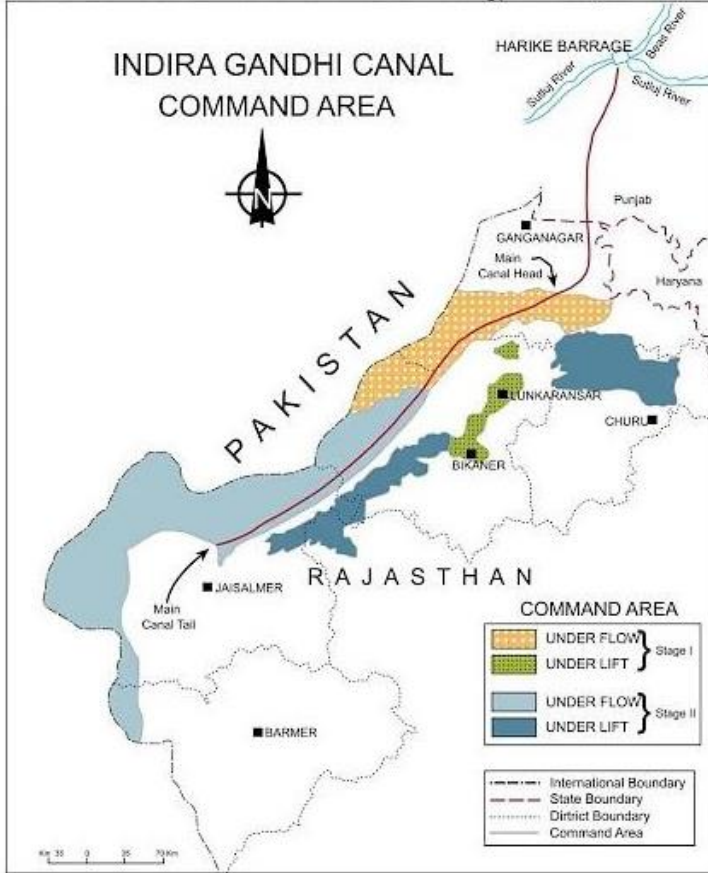 HARIKE BARRAGE
Beas River
Sutluj River
Sutluj River
INDIRA GANDHI CANAL
COMMAND AREA
N
Punjab
GANGANAGAR
Main
Canal Head
Haryana
PAKISTAN
LUNKARANSAR
CHURU
BIKANER
RAJASTHAN
JAISALMER
Main
Canal Tail
BARMER
COMMAND AREA
UNDER FLOW
UNDER LIFT
Stage I
UNDER FLOW
UNDER LIFT
Stage II
International Boundary
State Boundary
Dirtrict Boundary
Command Area
Km 35 0 25 70 Km